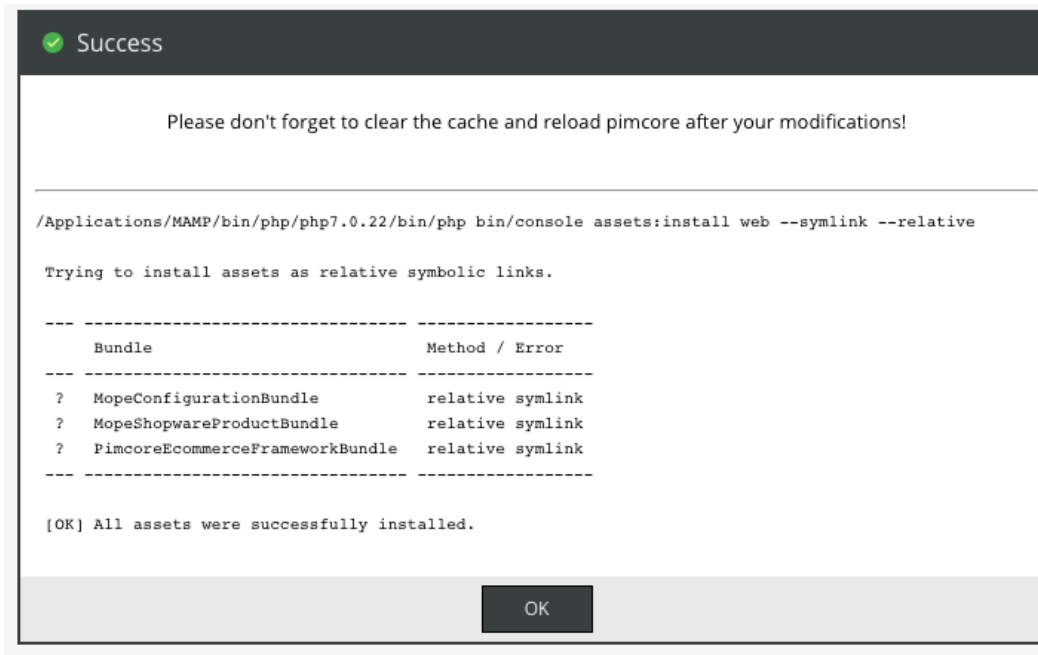 Success
Please don't forget to clear the cache and reload pimcore after your modifications!
/Applications/MAMP/bin/php/php7.0.22/bin/php bin/console assets:install web --symlink --relative
Trying to install assets as relative symbolic links.
--- --------------------------------- ------------------
Bundle Method / Error
--- --------------------------------- ------------------
? MopeConfigurationBundle relative symlink
? MopeShopwareProductBundle relative symlink
? PimcoreEcommerceFrameworkBundle relative symlink
--- --------------------------------- ------------------
[OK] All assets were successfully installed.
OK